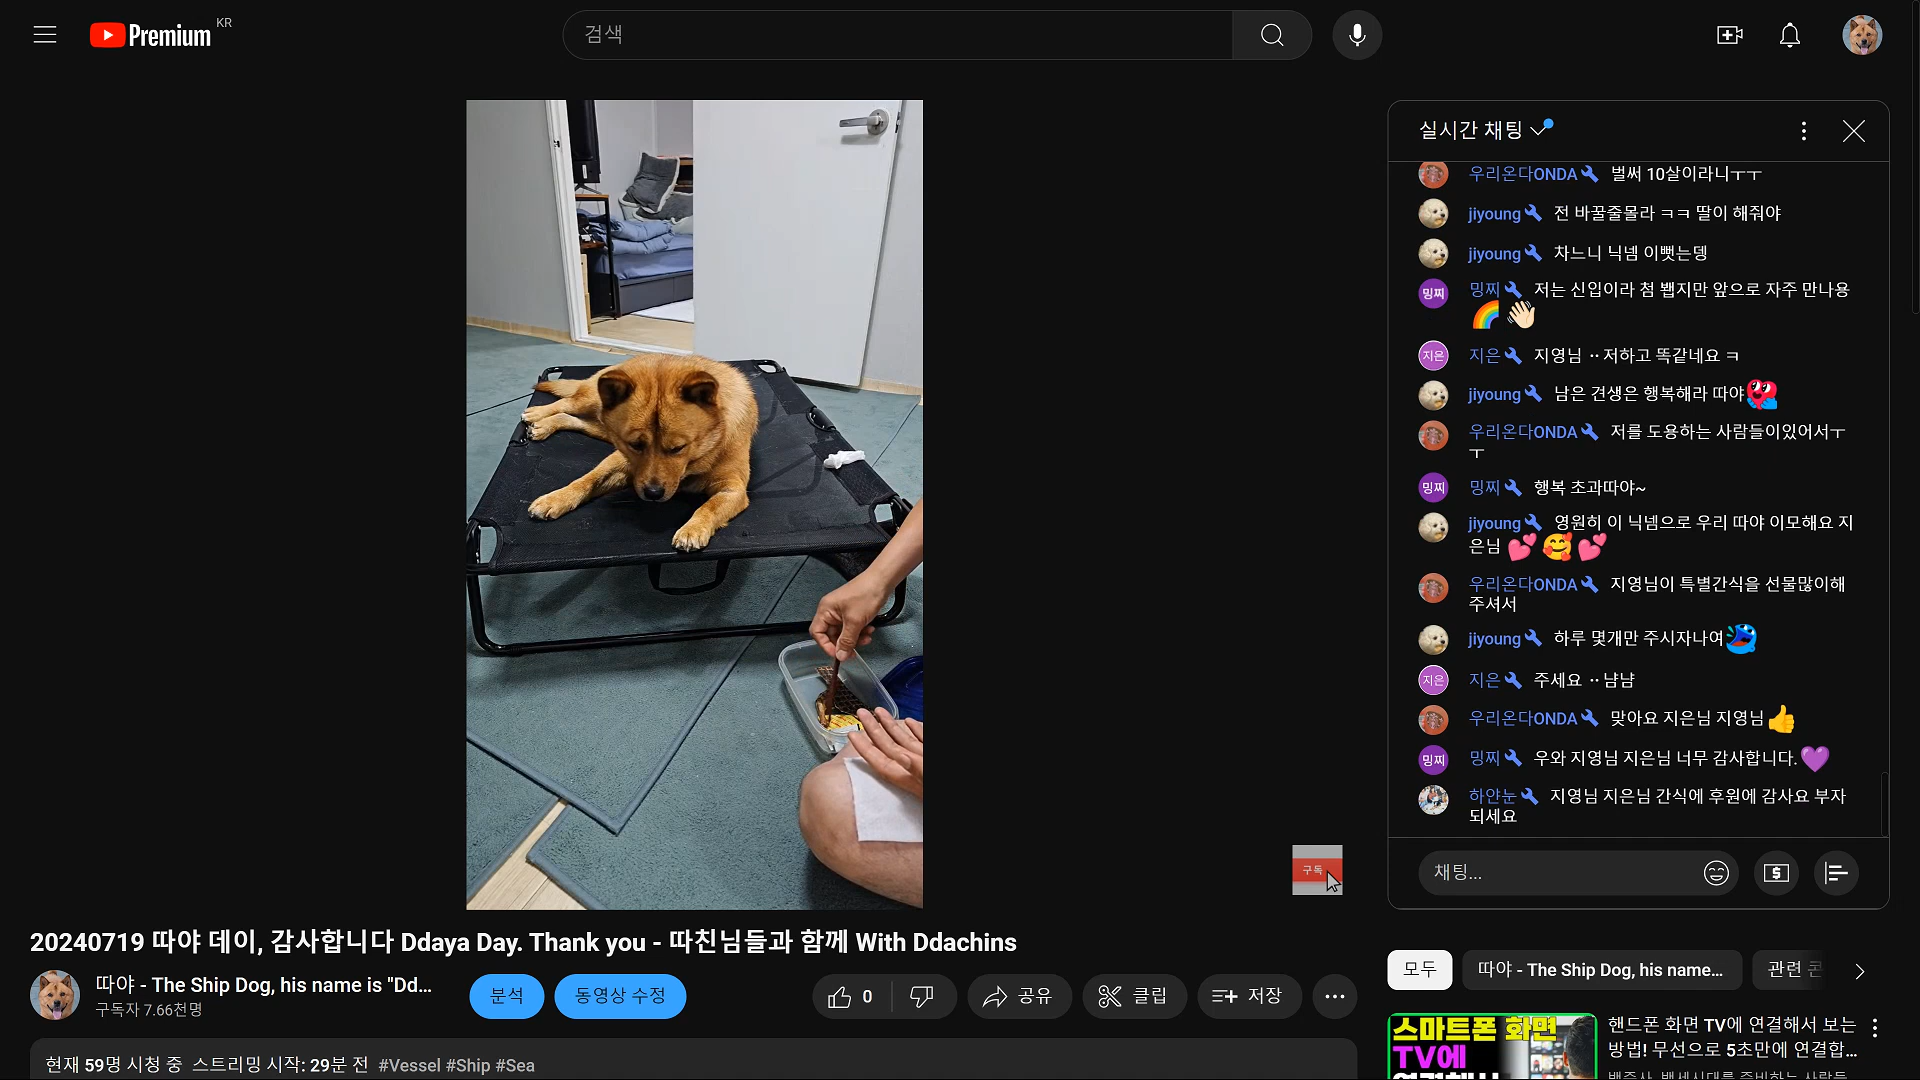 Premium KR
검색
실시간 채팅
우리온다ONDA 벌써 10살이라니ㅜㅜ
jiyoung 전 바꿀줄몰라 ㅋㅋ 딸이 해줘야
jiyoung 차느니 닉넴 이뻣는뎅
밍찌 밍찌 저는 신입이라 첨 뵙지만 앞으로 자주 만나용
🌈 👋🏻
지은 지은 지영님 ··저하고 똑같네요 ㅋ
jiyoung 남은 견생은 행복해라 따야
우리온다ONDA 저를 도용하는 사람들이있어서ㅜ
ㅜ
밍찌 밍찌 행복 초과따야~
jiyoung 영원히 이 닉넴으로 우리 따야 이모해요 지
은님 💕 🥰 💕
우리온다ONDA 지영님이 특별간식을 선물많이해
주셔서
jiyoung 하루 몇개만 주시자나여
지은 지은 주세요 ··냠냠
우리온다ONDA 맞아요 지은님 지영님👍
밍찌 밍찌 우와 지영님 지은님 너무 감사합니다.💜
하얀눈 지영님 지은님 간식에 후원에 감사요 부자
되세요
채팅...
구독
20240719 따야 데이, 감사합니다 Ddaya Day. Thank you - 따친님들과 함께 With Ddachins
따야 - The Ship Dog, his name is "Dd...
구독자 7.66천명
분석 동영상 수정 0 공유 클립 저장
현재 59명 시청 중 스트리밍 시작: 29분 전 #Vessel #Ship #Sea
모두 따야 - The Ship Dog, his name... 관련 콘
스마트폰 화면
TV에
핸드폰 화면 TV에 연결해서 보는
방법! 무선으로 5초만에 연결합...